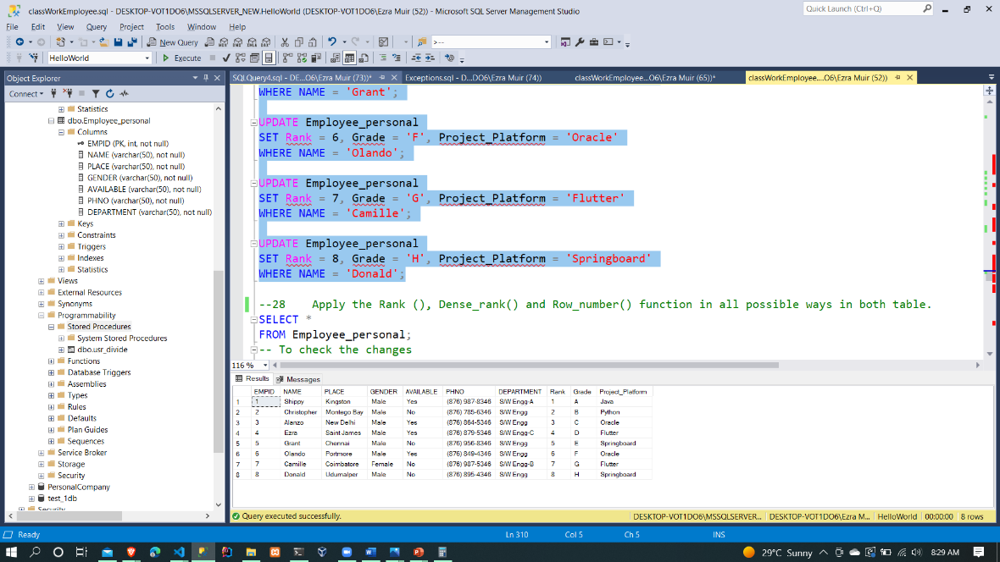 classWorkEmployee.sql - DESKTOP-VOT1DO6\MSSQLSERVER_NEW.HelloWorld (DESKTOP-VOT1DO6\Ezra Muir (52)) - Microsoft SQL Server Management Studio
Quick Launch (Ctrl+Q)
File Edit View Query Project Tools Window Help
New Query
>--
HelloWorld Execute
Object Explorer
SQLQuery4.sql - DE...O6\Ezra Muir (73))* Exceptions.sql - D...DO6\Ezra Muir (74)) classWorkEmployee...O6\Ezra Muir (65))* classWorkEmployee....O6\Ezra Muir (52))
Connect
Statistics
dbo.Employee_personal
Columns
EMPID (PK, int, not null)
NAME (varchar(50), not null)
PLACE (varchar(50), not null)
GENDER (varchar(50), not null)
AVAILABLE (varchar(50), not null)
PHNO (varchar(50), not null)
DEPARTMENT (varchar(50), not null)
Keys
Constraints
Triggers
Indexes
Statistics
Views
External Resources
Synonyms
Programmability
Stored Procedures
System Stored Procedures
dbo.usr_divide
Functions
Database Triggers
Assemblies
Types
Rules
Defaults
Plan Guides
Sequences
Service Broker
Storage
Security
PersonalCompany
test_1db
Security
WHERE NAME = 'Grant';
UPDATE Employee_personal
SET Rank = 6, Grade = 'F', Project_Platform = 'Oracle'
WHERE NAME = 'Olando';
UPDATE Employee_personal
SET Rank = 7, Grade = 'G', Project_Platform = 'Flutter'
WHERE NAME = 'Camille';
UPDATE Employee_personal
SET Rank = 8, Grade = 'H', Project_Platform = 'Springboard'
WHERE NAME = 'Donald';
--28    Apply the Rank (), Dense_rank() and Row_number() function in all possible ways in both table.
SELECT *
FROM Employee_personal;
-- To check the changes
116 %
Results Messages
EMPID NAME PLACE GENDER AVAILABLE PHNO DEPARTMENT Rank Grade Project_Platform
1 1 Shippy Kingston Male Yes (876) 987-8346 S/W Engg-A 1 A Java
2 2 Christopher Montego Bay Male No (876) 785-6346 S/W Engg 2 B Python
3 3 Alanzo New Delhi Male Yes (876) 864-5346 S/W Engg 3 C Oracle
4 4 Ezra Saint James Male Yes (876) 879-5346 S/W Engg-C 4 D Flutter
5 5 Grant Chennai Male No (876) 956-8346 S/W Engg 5 E Springboard
6 6 Olando Portmore Male Yes (876) 849-4346 S/W Engg 6 F Oracle
7 7 Camille Coimbatore Female No (876) 987-5346 S/W Engg-B 7 G Flutter
8 8 Donald Udumalper Male No (876) 895-4346 S/W Engg 8 H Springboard
Query executed successfully. DESKTOP-VOT1DO6\MSSQLSERVER... DESKTOP-VOT1DO6\Ezra M... HelloWorld 00:00:00 8 rows
Ready Ln 310 Col 5 Ch 5 INS
29°C Sunny 8:29 AM